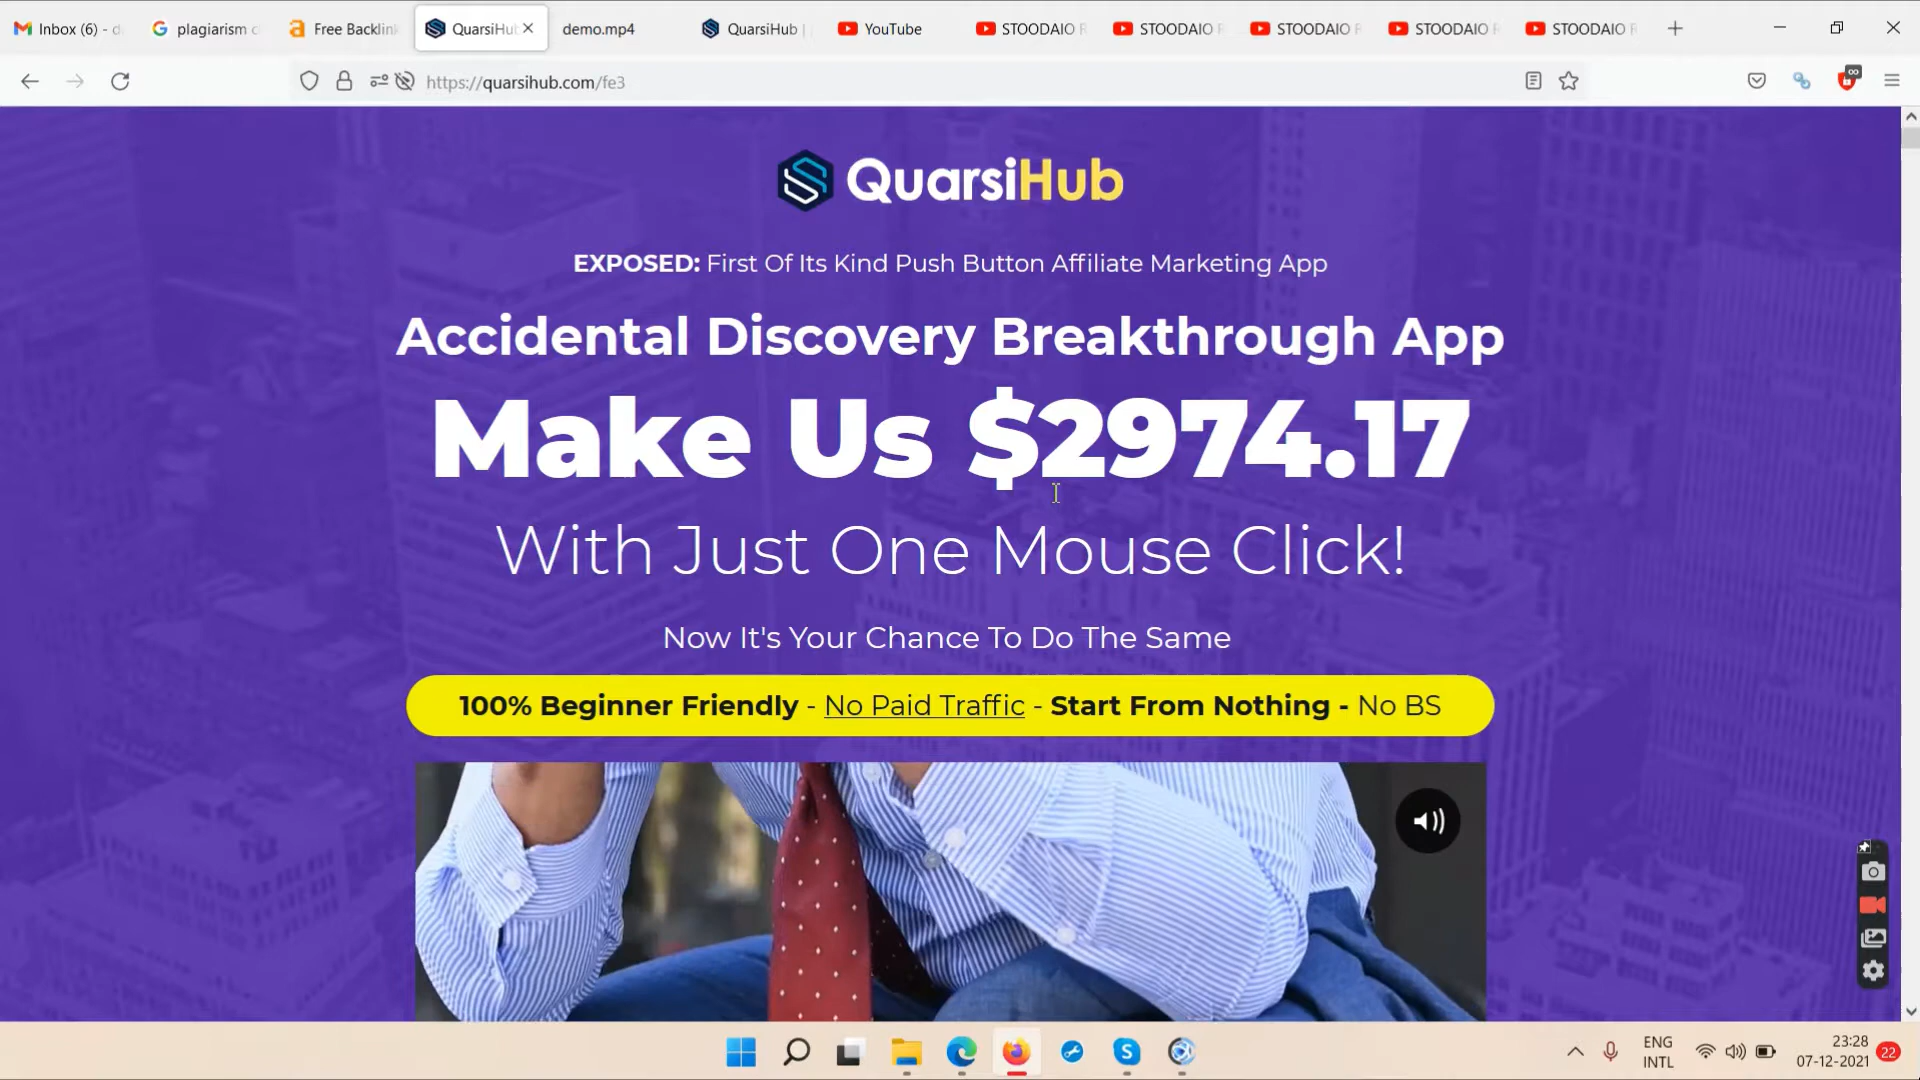 Inbox (6) - d
plagiarism c
Free Backlink
QuarsiHub
demo.mp4
QuarsiHub |
YouTube
STOODAIO R
STOODAIO R
STOODAIO R
STOODAIO R
STOODAIO R
https://quarsihub.com/fe3
QuarsiHub
EXPOSED: First Of Its Kind Push Button Affiliate Marketing App
Accidental Discovery Breakthrough App
Make Us $2974.17
With Just One Mouse Click!
Now It's Your Chance To Do The Same
100% Beginner Friendly - No Paid Traffic - Start From Nothing - No BS
ENG
INTL
23:28
07-12-2021
22